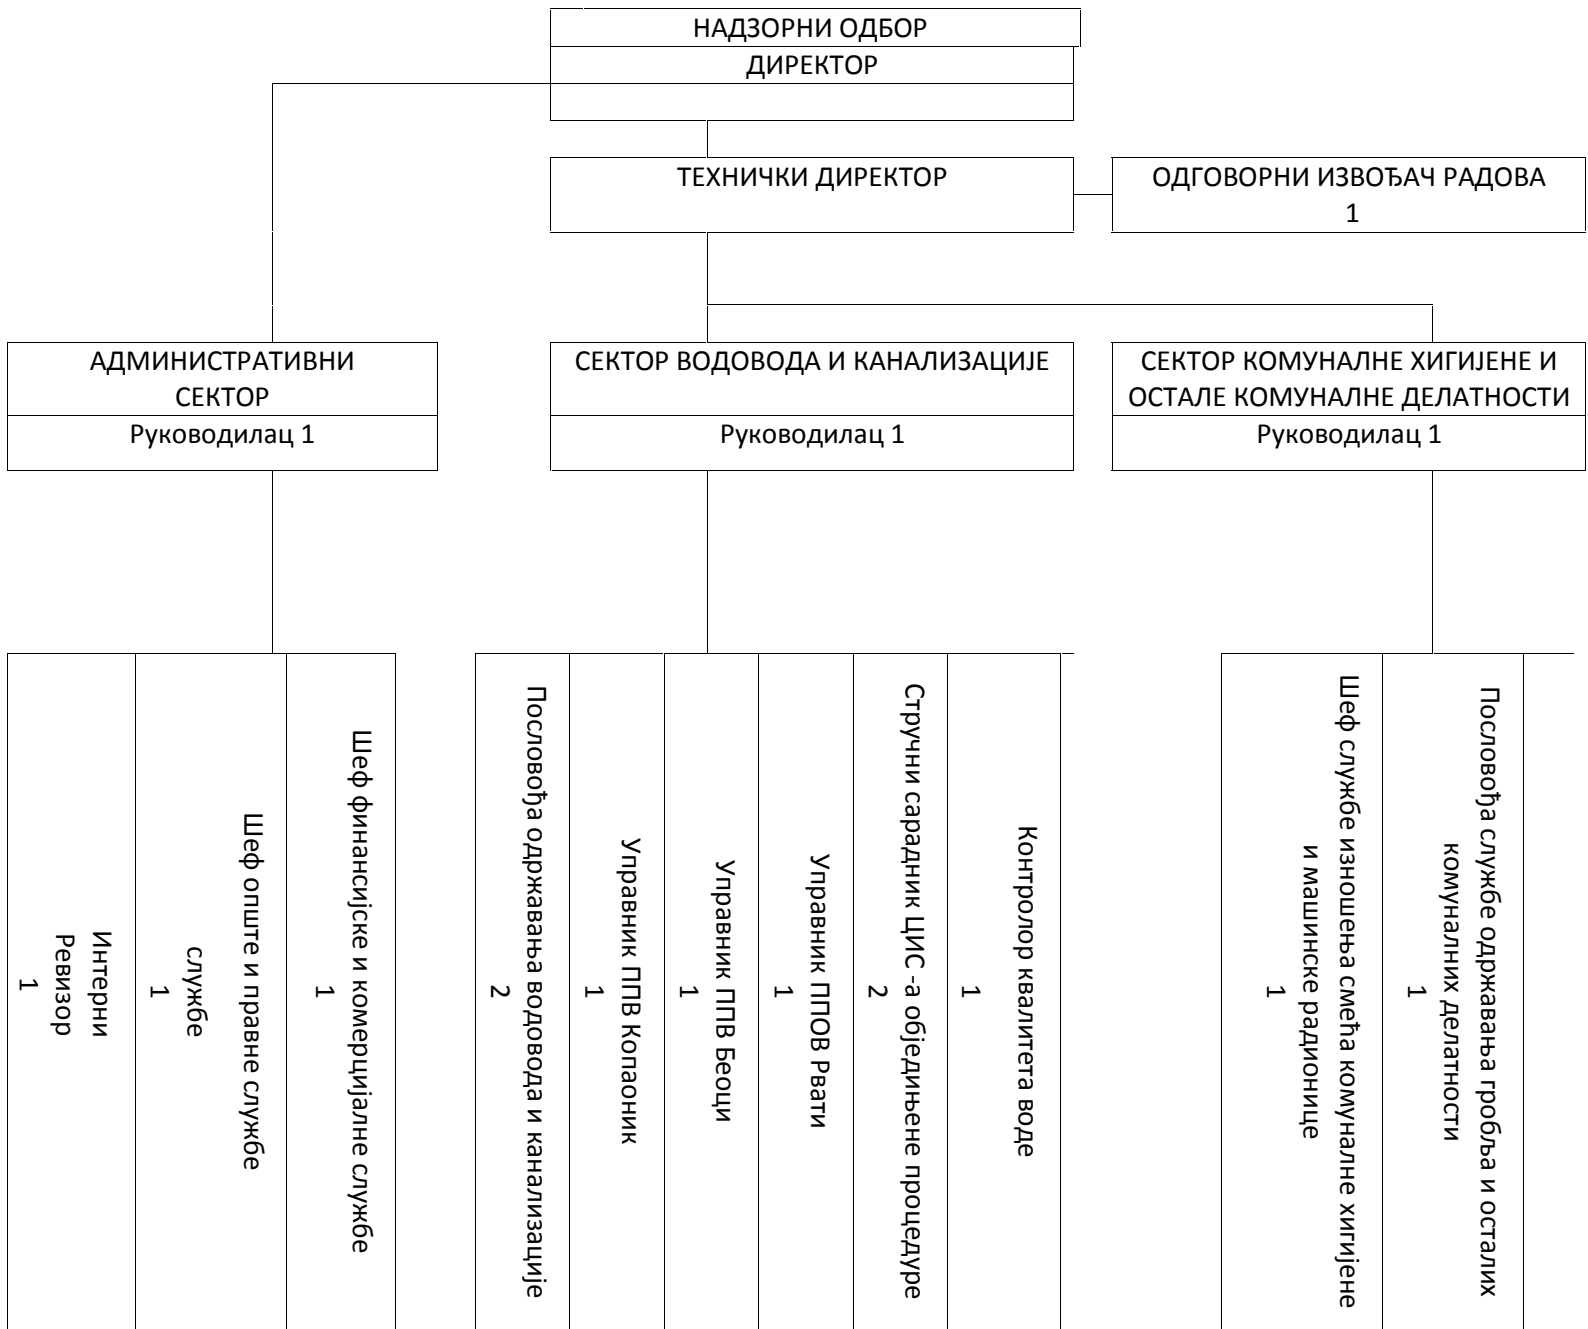 НАДЗОРНИ ОДБОР
ДИРЕКТОР
ТЕХНИЧКИ ДИРЕКТОР
ОДГОВОРНИ ИЗВОЂАЧ РАДОВА
1
АДМИНИСТРАТИВНИ
СЕКТОР
Руководилац 1
СЕКТОР ВОДОВОДА И КАНАЛИЗАЦИЈЕ
Руководилац 1
СЕКТОР КОМУНАЛНЕ ХИГИЈЕНЕ И
ОСТАЛЕ КОМУНАЛНЕ ДЕЛАТНОСТИ
Руководилац 1
Интерни
Ревизор
1
Шеф опште и правне службе
службе
1
Шеф финансијске и комерцијалне службе
1
Пословођа одржавања водовода и канализације
2
Управник ППВ Копаоник
1
Управник ППВ Беоци
1
Управник ППОВ Рвати
1
Стручни сарадник ЦИС -а обједињене процедуре
2
Контролор квалитета воде
1
Шеф службе изношења смећа комуналне хигијене
и машинске радионице
1
Пословођа службе одржавања гробља и осталих
комуналних делатности
1